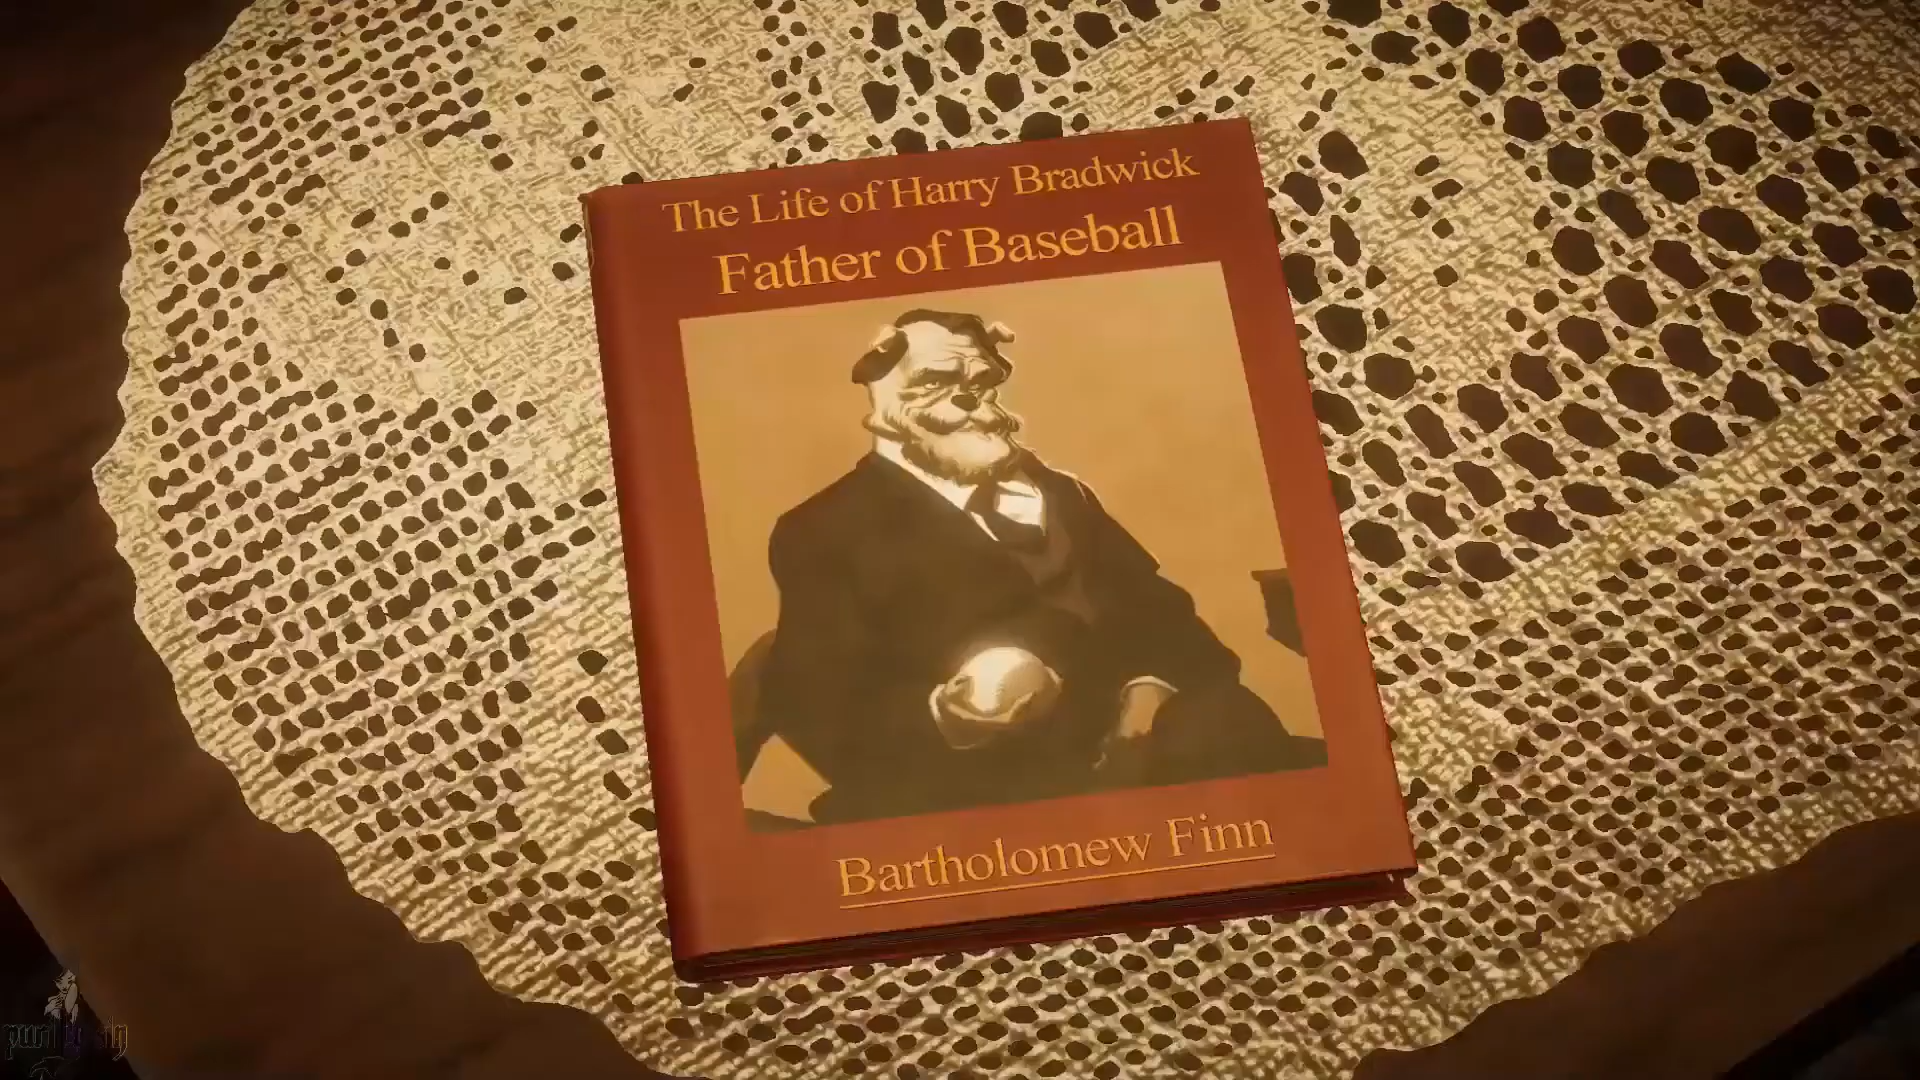 The Life of Harry Bradwick
Father of Baseball
Bartholomew Finn